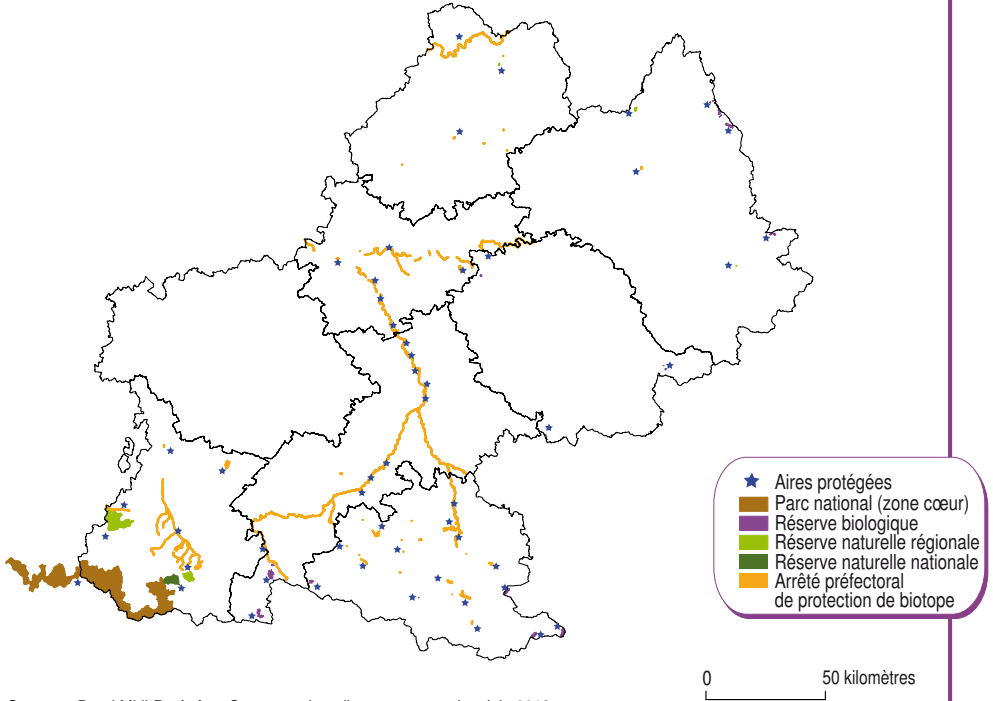 Aires protégées
Parc national (zone cœur)
Réserve biologique
Réserve naturelle régionale
Réserve naturelle nationale
Arrêté préfectoral
de protection de biotope
0 50 kilomètres